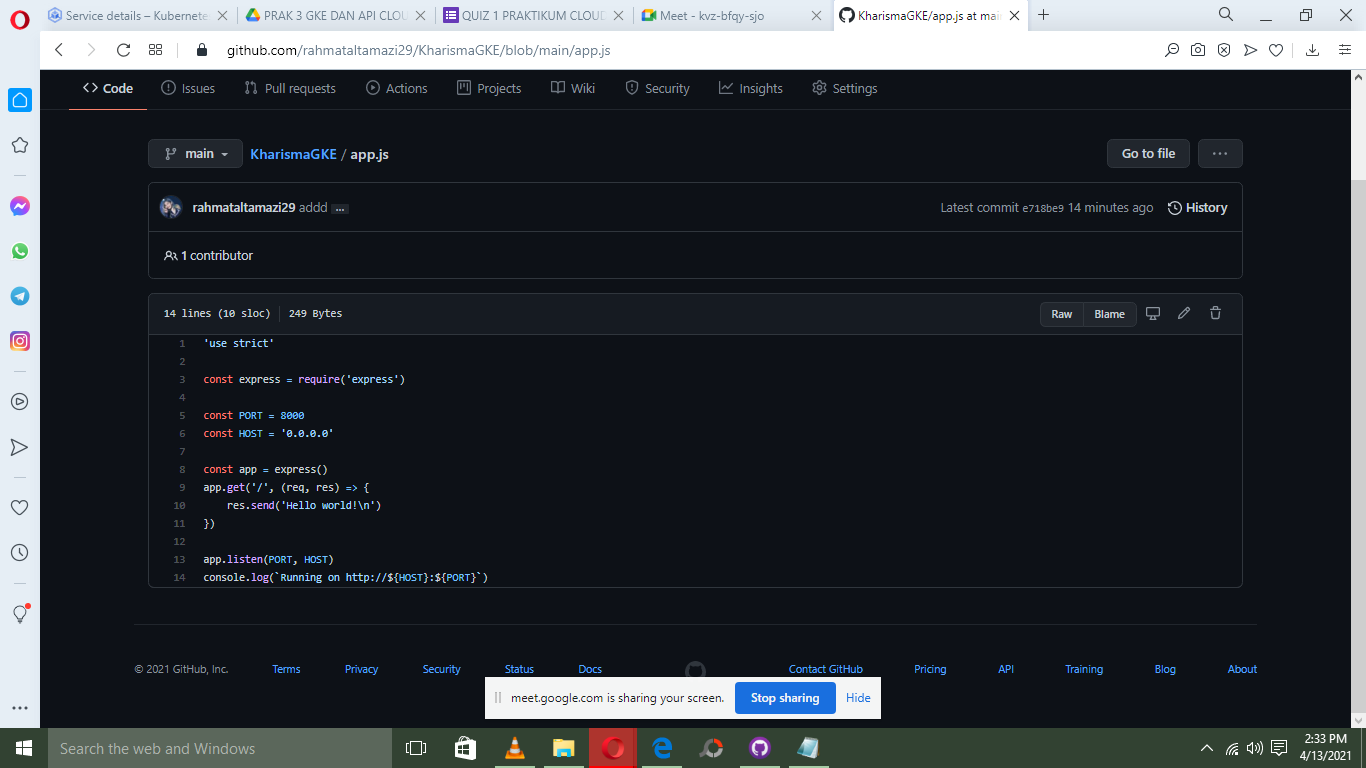 Service details – Kubernete
PRAK 3 GKE DAN API CLOU
QUIZ 1 PRAKTIKUM CLOUD
Meet - kvz-bfqy-sjo
KharismaGKE/app.js at mai
github.com/rahmataltamazi29/KharismaGKE/blob/main/app.js
Code
Issues
Pull requests
Actions
Projects
Wiki
Security
Insights
Settings
main
KharismaGKE / app.js
Go to file
...
rahmataltamazi29 addd ...
Latest commit e718be9 14 minutes ago
History
1 contributor
14 lines (10 sloc)
249 Bytes
Raw
Blame
1 'use strict'
2
3 const express = require('express')
4
5 const PORT = 8000
6 const HOST = '0.0.0.0'
7
8 const app = express()
9 app.get('/', (req, res) => {
10 res.send('Hello world!\n')
11 })
12
13 app.listen(PORT, HOST)
14 console.log(`Running on http://${HOST}:${PORT}`)
© 2021 GitHub, Inc.
Terms
Privacy
Security
Status
Docs
Contact GitHub
Pricing
API
Training
Blog
About
meet.google.com is sharing your screen.
Stop sharing
Hide
Search the web and Windows
2:33 PM
4/13/2021